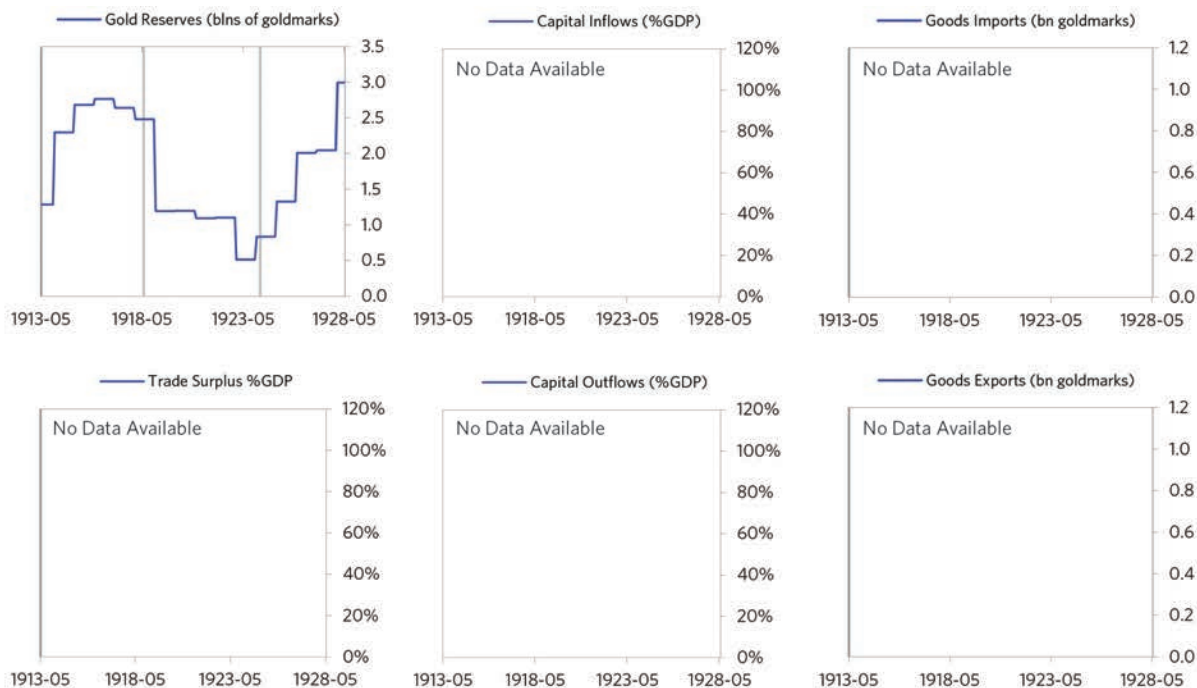 Gold Reserves (blns of goldmarks)
3.5
3.0
2.5
2.0
1.5
1.0
0.5
0.0
1913-05 1918-05 1923-05 1928-05
Capital Inflows (%GDP)
No Data Available
120%
100%
80%
60%
40%
20%
0%
1913-05 1918-05 1923-05 1928-05
Goods Imports (bn goldmarks)
No Data Available
1.2
1.0
0.8
0.6
0.4
0.2
0.0
1913-05 1918-05 1923-05 1928-05
Trade Surplus %GDP
No Data Available
120%
100%
80%
60%
40%
20%
0%
1913-05 1918-05 1923-05 1928-05
Capital Outflows (%GDP)
No Data Available
120%
100%
80%
60%
40%
20%
0%
1913-05 1918-05 1923-05 1928-05
Goods Exports (bn goldmarks)
No Data Available
1.2
1.0
0.8
0.6
0.4
0.2
0.0
1913-05 1918-05 1923-05 1928-05